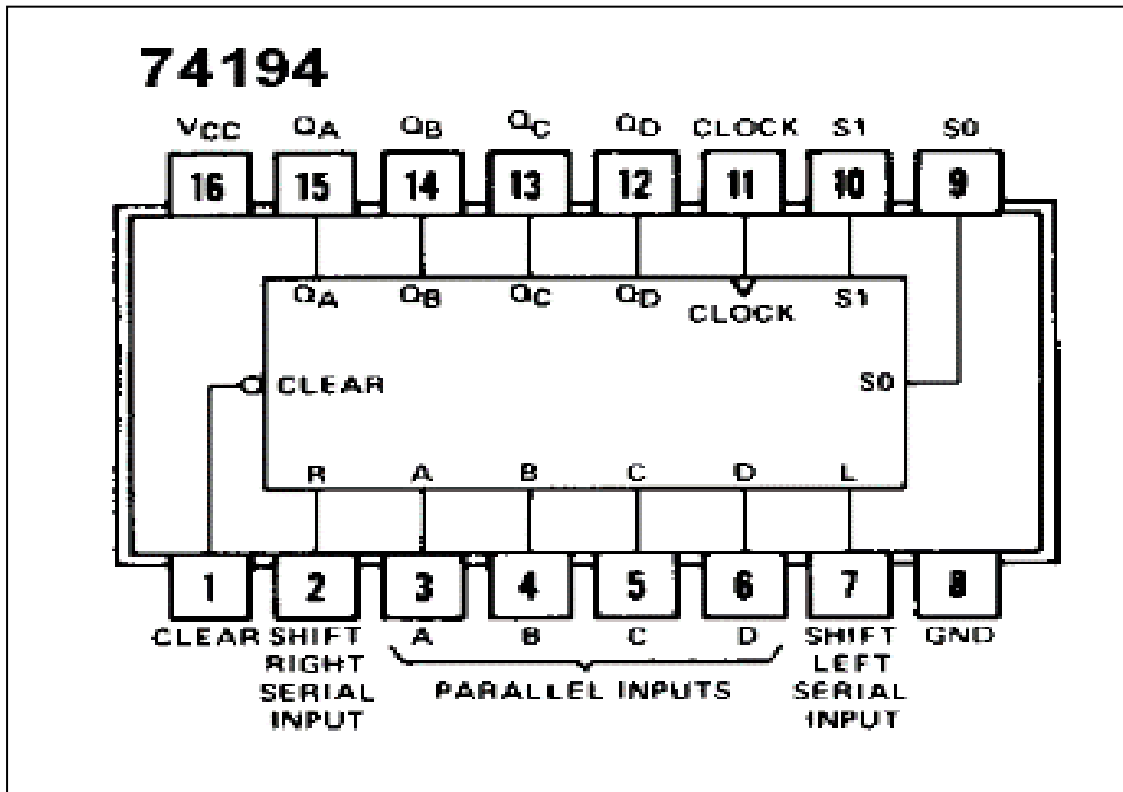 74194
VCC QA QB QC QD CLOCK S1 S0
16 15 14 13 12 11 10 9
QA QB QC QD CLOCK S1
CLEAR S0
R A B C D L
1 2 3 4 5 6 7 8
CLEAR SHIFT RIGHT SERIAL INPUT
A B C D
PARALLEL INPUTS
SHIFT LEFT SERIAL INPUT
GND